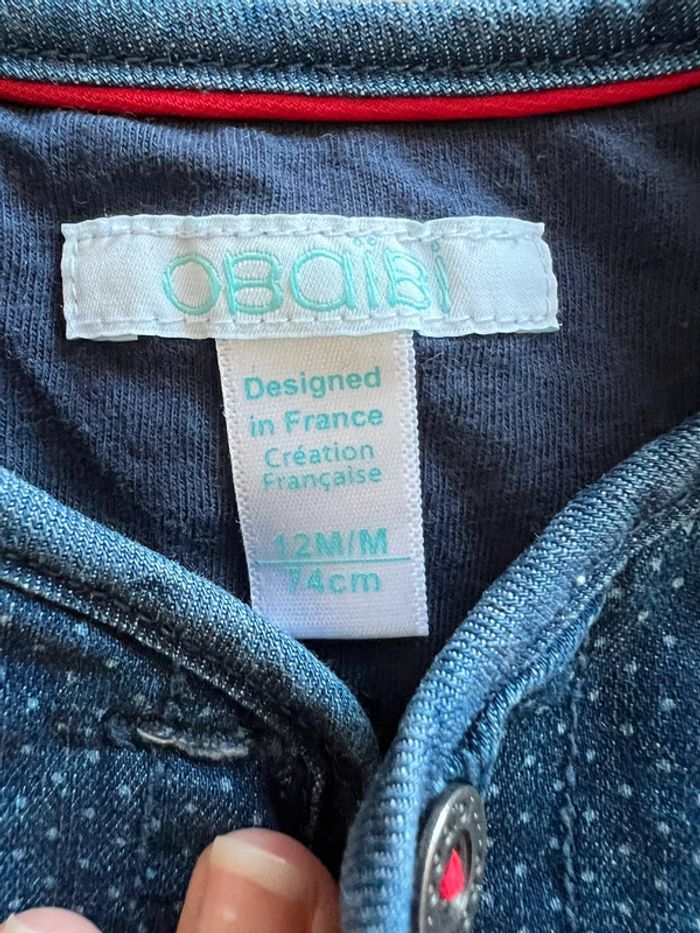 OBaïBi
Designed
in France
Création
Française
12M/M
74cm